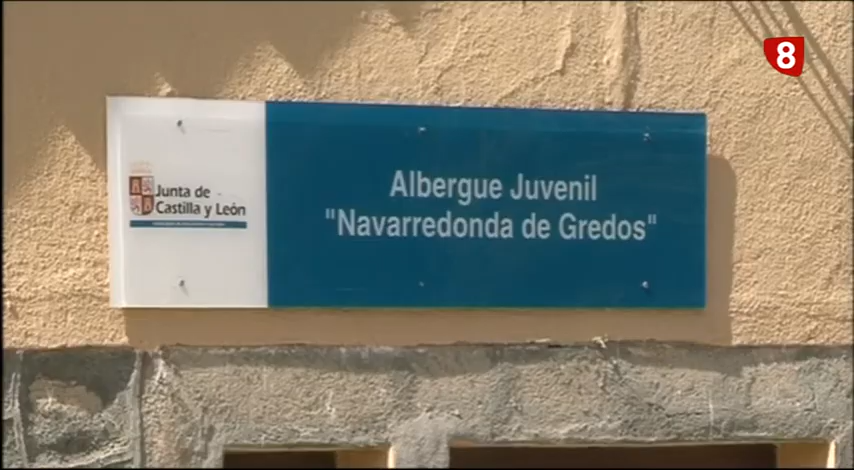 8
Junta de
Castilla y León
Albergue Juvenil
"Navarredonda de Gredos"